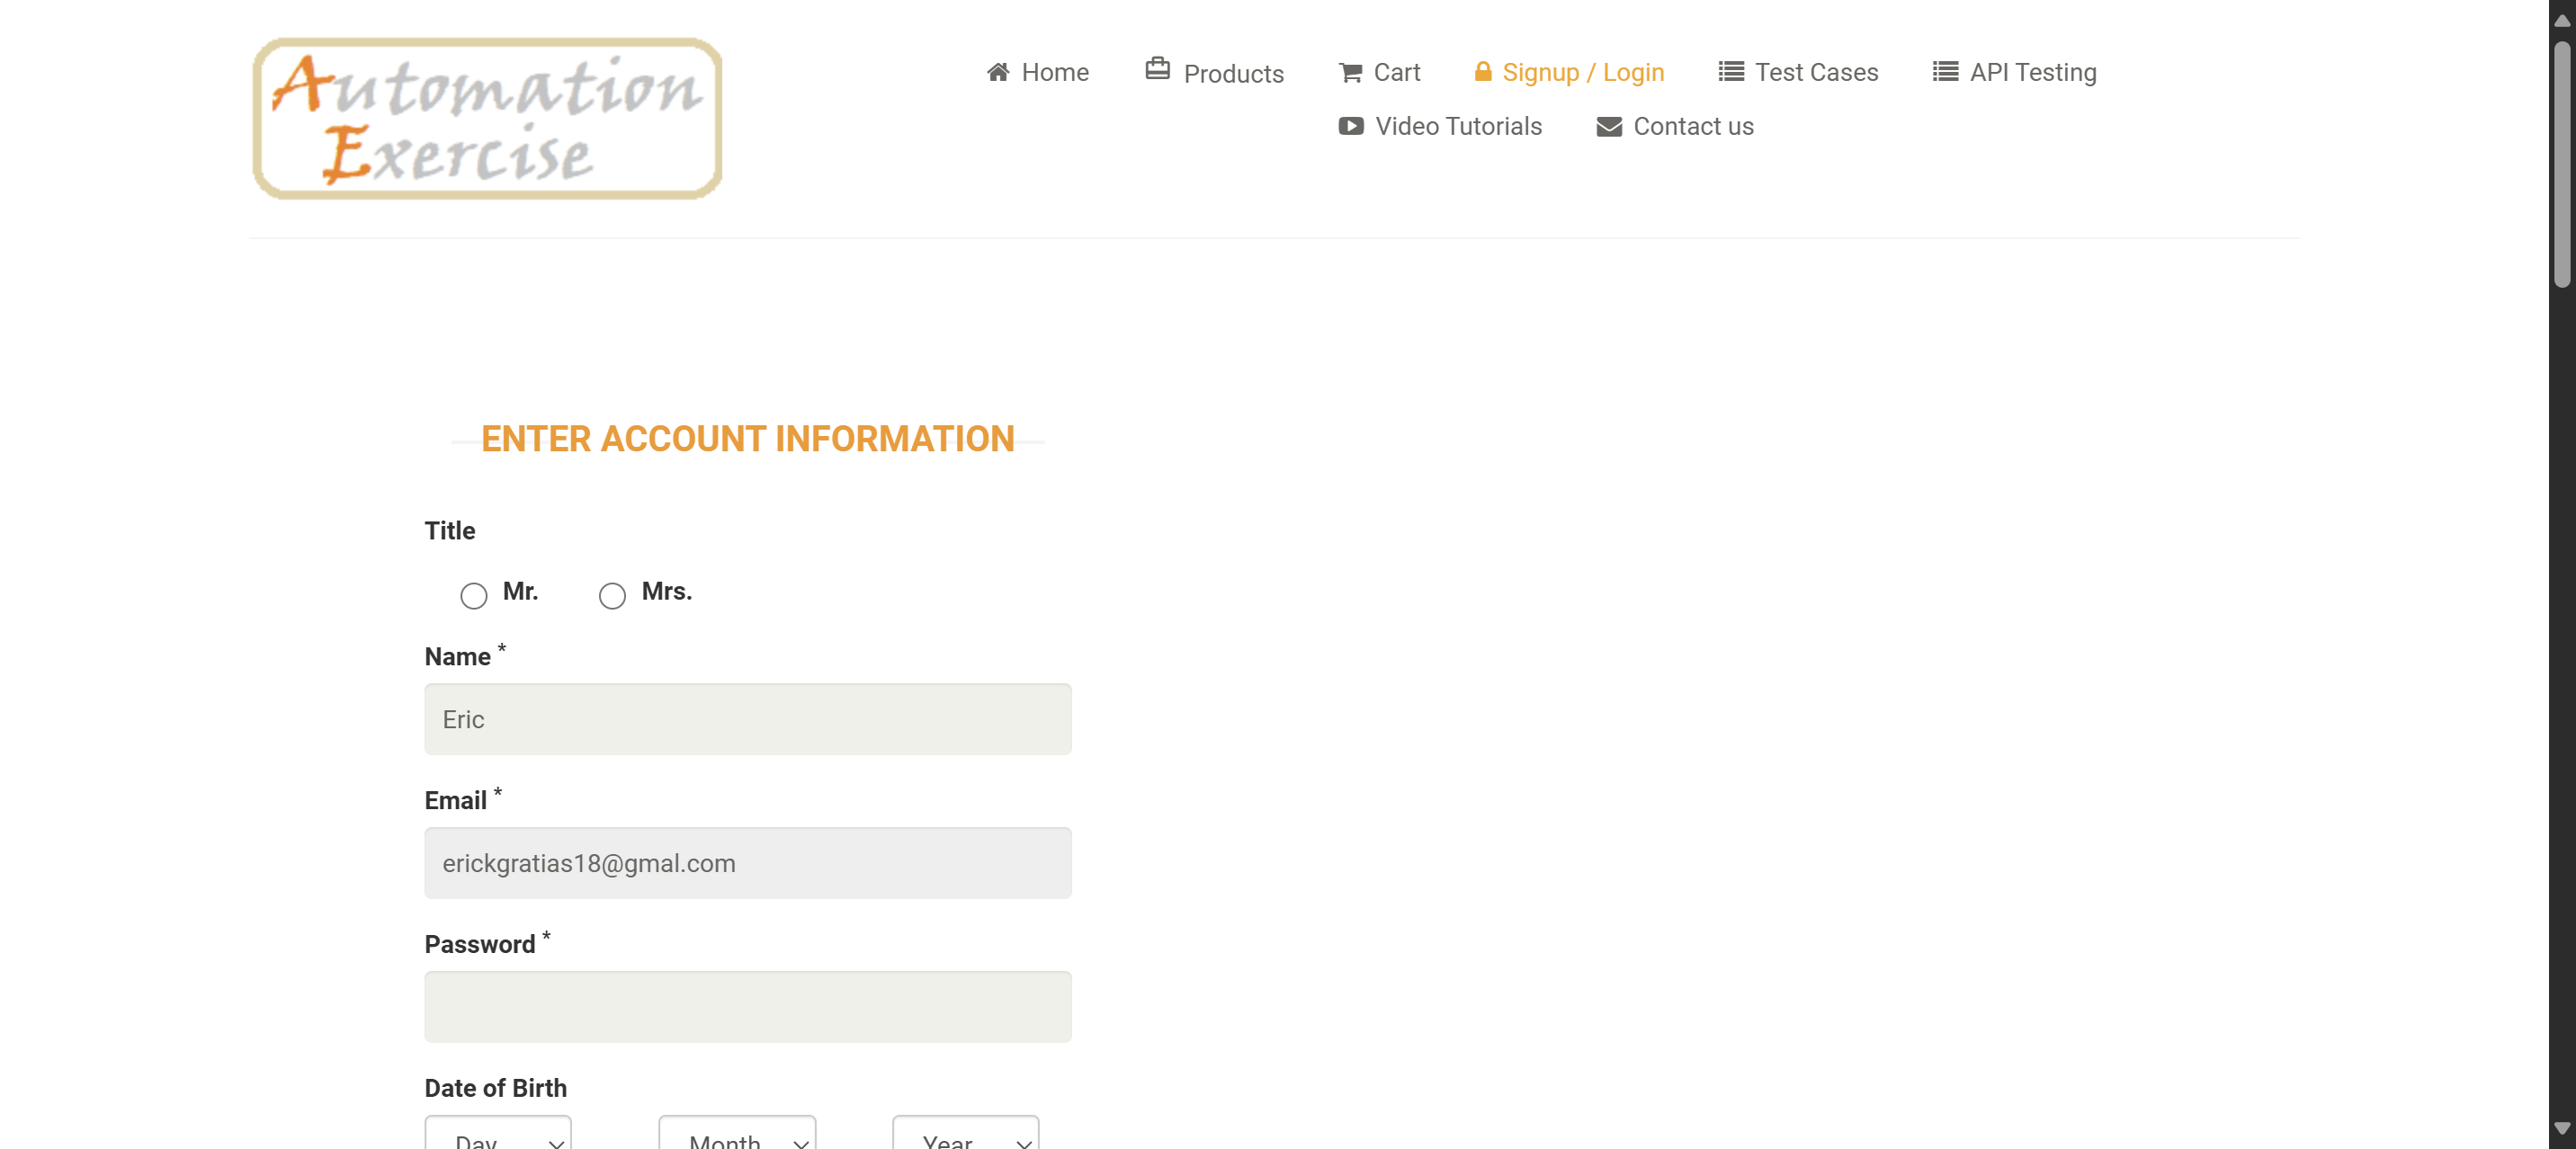 Automation
Exercise
Home
Products
Cart
Signup / Login
Test Cases
API Testing
Video Tutorials
Contact us
ENTER ACCOUNT INFORMATION
Title
Mr.
Mrs.
Name *
Eric
Email *
erickgratias18@gmal.com
Password *
Date of Birth
Day
Month
Year